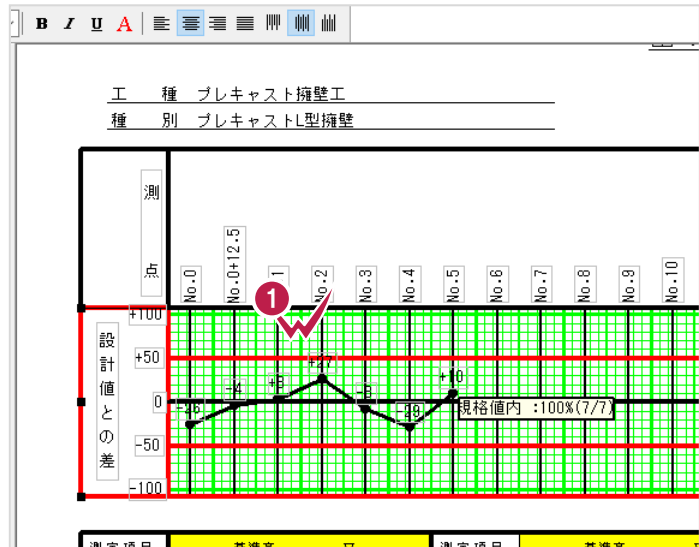 B I U A
工 種 プレキャスト擁壁工
種 別 プレキャストL型擁壁
測点
No.0
No.0+12.5
1
No.2
No.3
No.4
No.5
No.6
No.7
No.8
No.9
No.10
1
設計値との差
+100
+50
0
-50
-100
-26
-4
+27
-29
+10
規格値内 :100%(7/7)
測定項目
基準高
測定項目
基準高